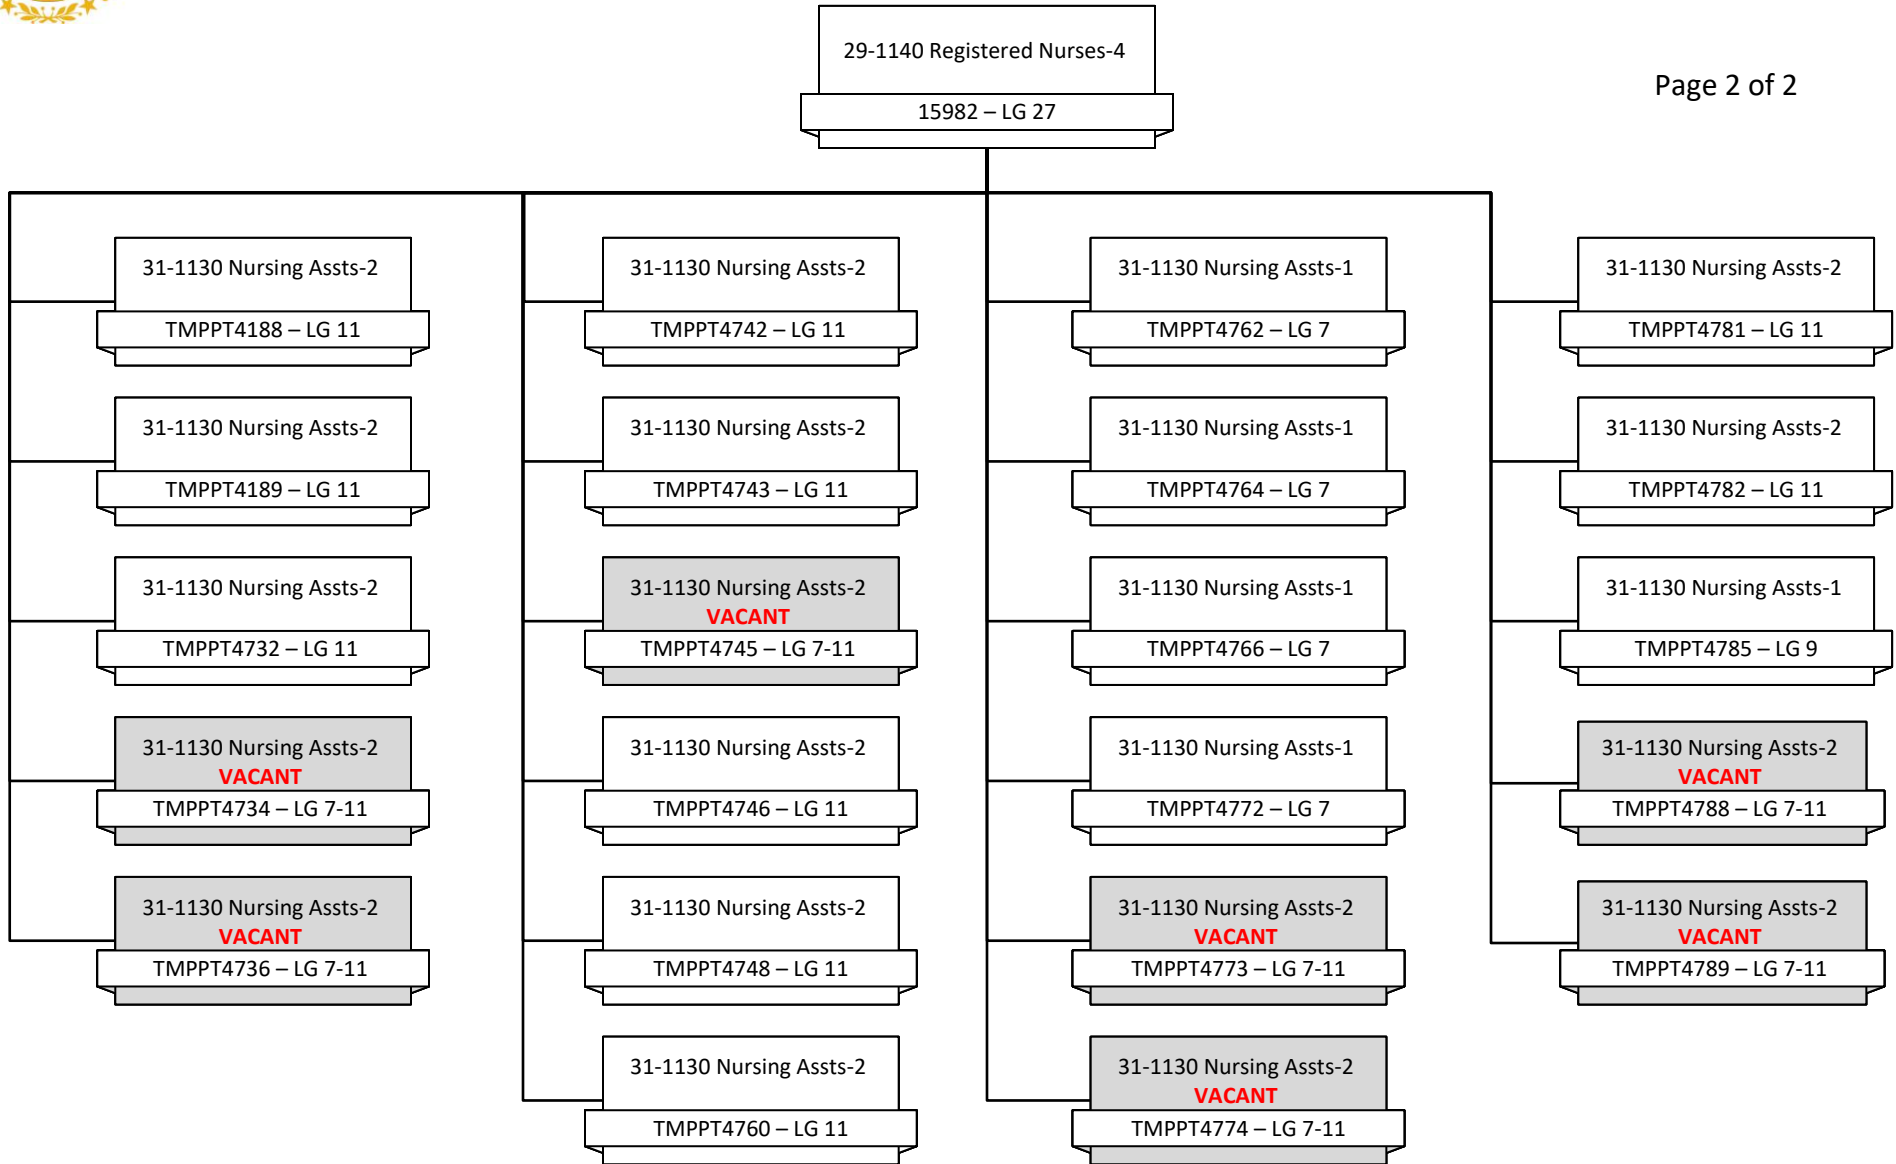 29-1140 Registered Nurses-4
15982 – LG 27
Page 2 of 2
31-1130 Nursing Assts-2
TMPPT4188 – LG 11
31-1130 Nursing Assts-2
TMPPT4189 – LG 11
31-1130 Nursing Assts-2
TMPPT4732 – LG 11
31-1130 Nursing Assts-2
VACANT
TMPPT4734 – LG 7-11
31-1130 Nursing Assts-2
VACANT
TMPPT4736 – LG 7-11
31-1130 Nursing Assts-2
TMPPT4742 – LG 11
31-1130 Nursing Assts-2
TMPPT4743 – LG 11
31-1130 Nursing Assts-2
VACANT
TMPPT4745 – LG 7-11
31-1130 Nursing Assts-2
TMPPT4746 – LG 11
31-1130 Nursing Assts-2
TMPPT4748 – LG 11
31-1130 Nursing Assts-2
TMPPT4760 – LG 11
31-1130 Nursing Assts-1
TMPPT4762 – LG 7
31-1130 Nursing Assts-1
TMPPT4764 – LG 7
31-1130 Nursing Assts-1
TMPPT4766 – LG 7
31-1130 Nursing Assts-1
TMPPT4772 – LG 7
31-1130 Nursing Assts-2
VACANT
TMPPT4773 – LG 7-11
31-1130 Nursing Assts-2
VACANT
TMPPT4774 – LG 7-11
31-1130 Nursing Assts-2
TMPPT4781 – LG 11
31-1130 Nursing Assts-2
TMPPT4782 – LG 11
31-1130 Nursing Assts-1
TMPPT4785 – LG 9
31-1130 Nursing Assts-2
VACANT
TMPPT4788 – LG 7-11
31-1130 Nursing Assts-2
VACANT
TMPPT4789 – LG 7-11